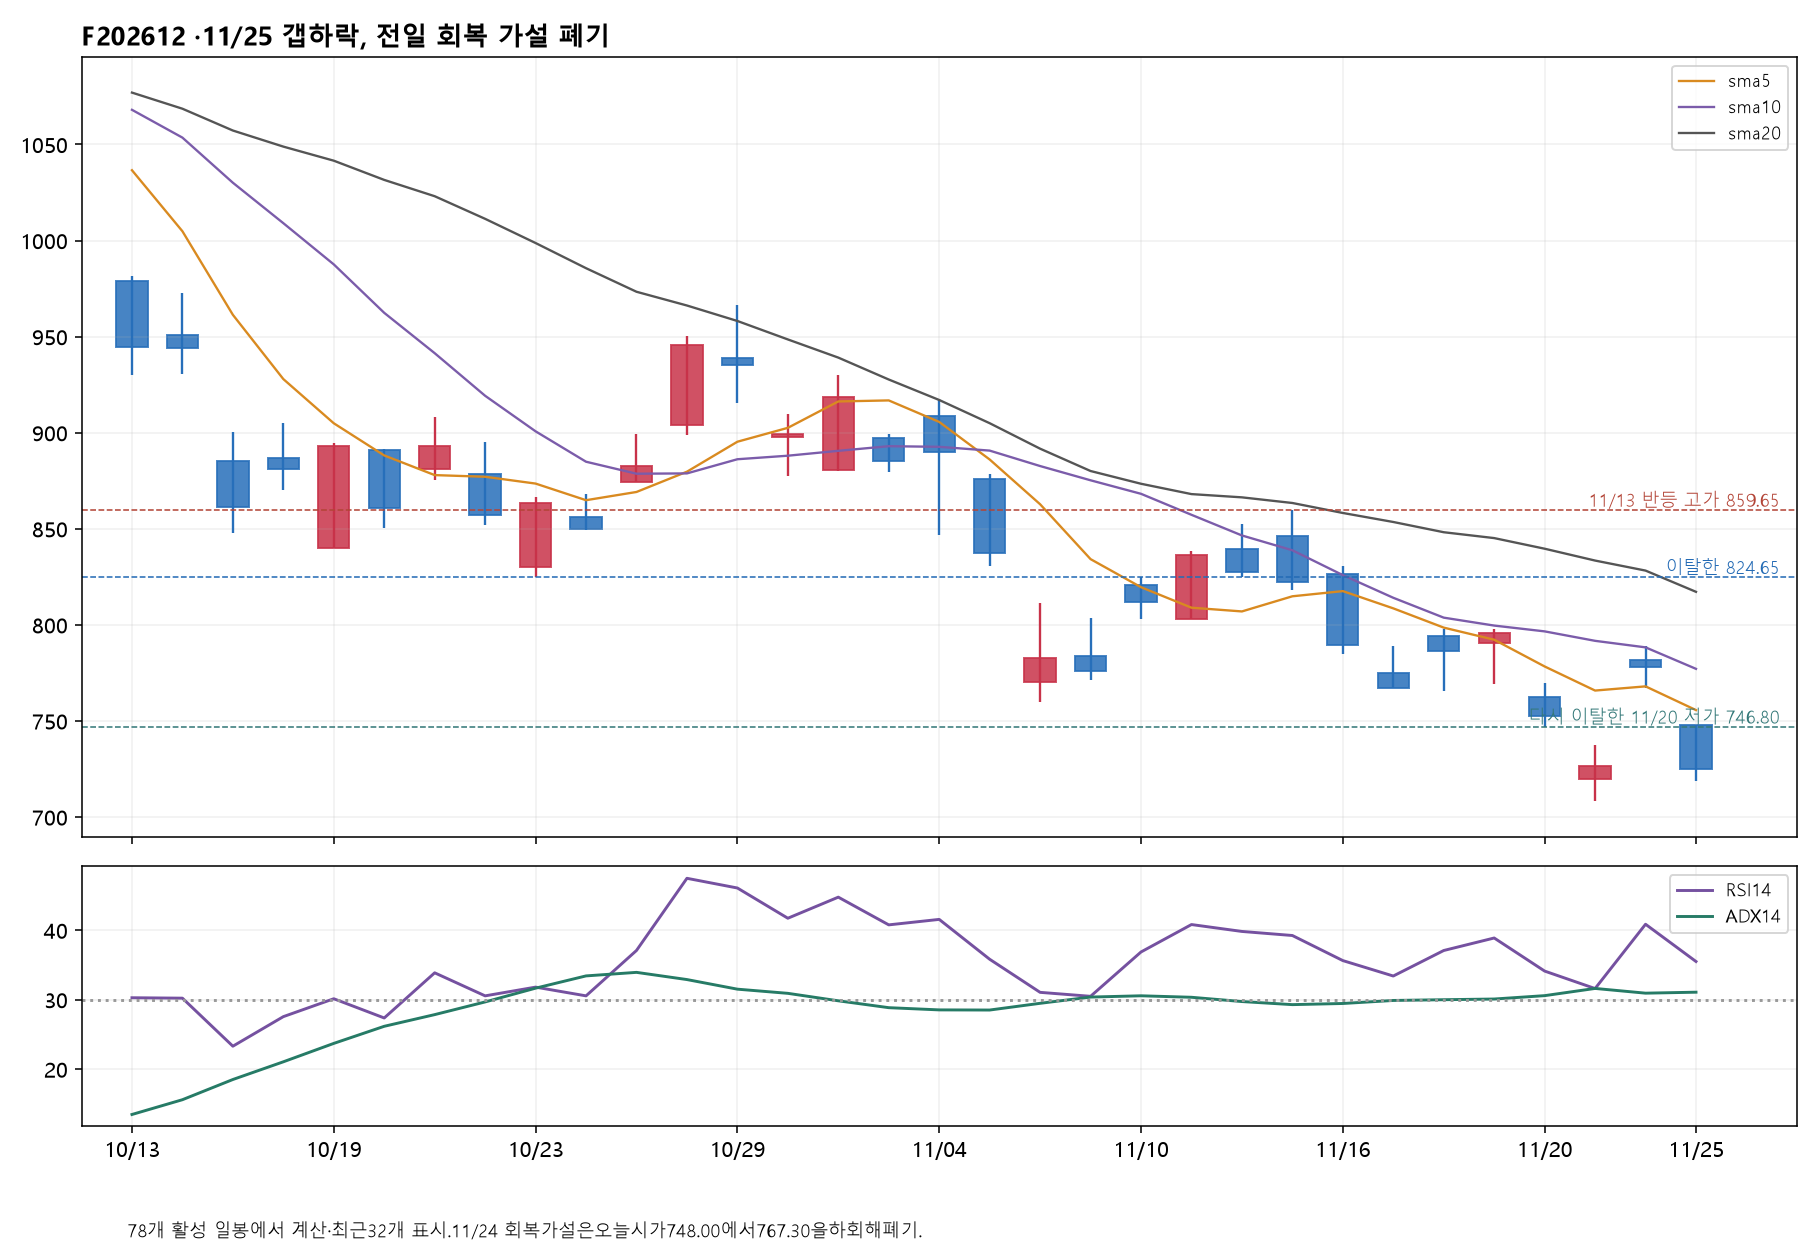 F202612 ·11/25 갭하락, 전일 회복 가설 폐기
sma5
sma10
sma20
1050
1000
950
900
850
800
750
700
11/13 반등 고가 859.65
이탈한 824.65
다시 이탈한 11/20 저가 746.80
RSI14
ADX14
40
30
20
10/13 10/19 10/23 10/29 11/04 11/10 11/16 11/20 11/25
78개 활성 일봉에서 계산·최근32개 표시.11/24 회복가설은오늘시가748.00에서767.30을하회해폐기.